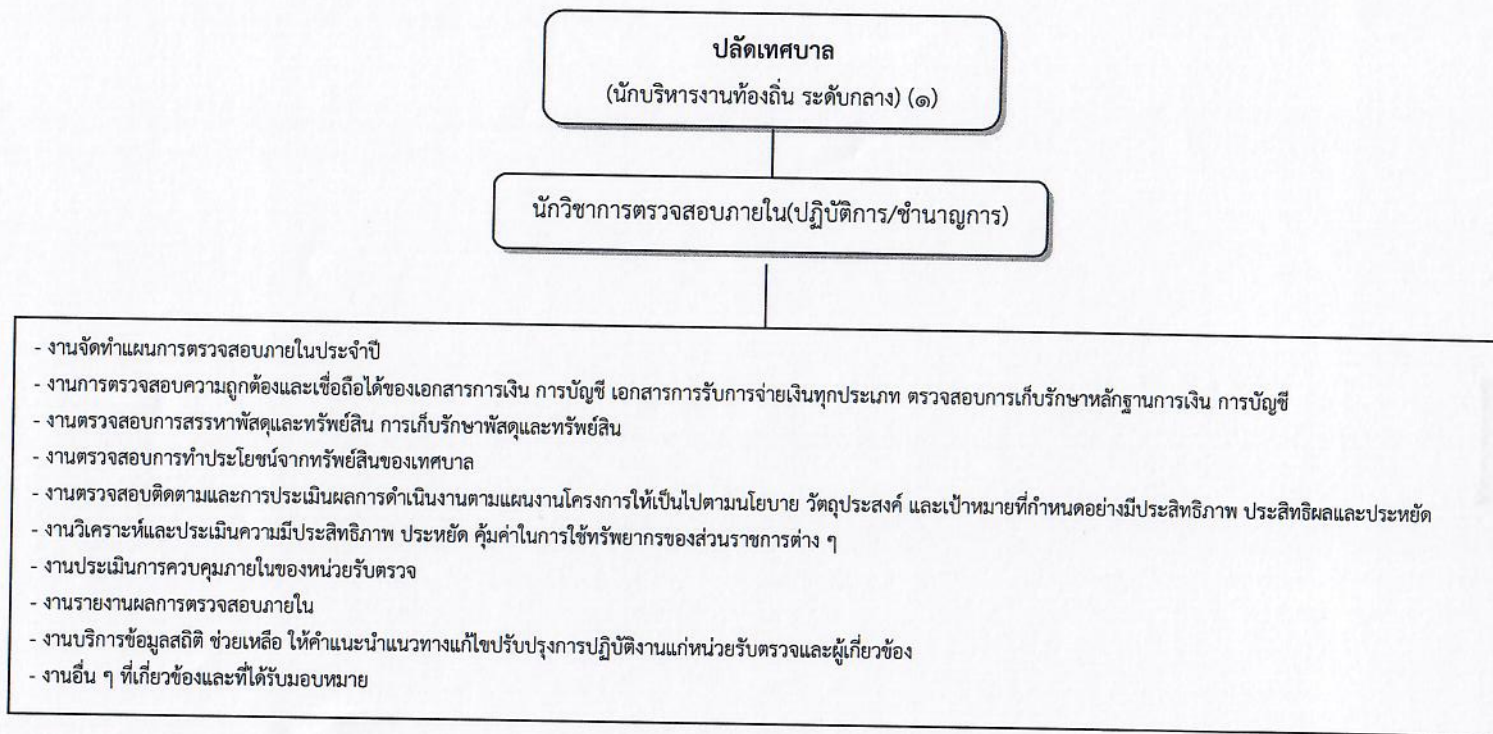 ปลัดเทศบาล
(นักบริหารงานท้องถิ่น ระดับกลาง) (๑)
นักวิชาการตรวจสอบภายใน(ปฏิบัติการ/ชำนาญการ)
- งานจัดทำแผนการตรวจสอบภายในประจำปี
- งานการตรวจสอบความถูกต้องและเชื่อถือได้ของเอกสารการเงิน การบัญชี เอกสารการรับการจ่ายเงินทุกประเภท ตรวจสอบการเก็บรักษาหลักฐานการเงิน การบัญชี
- งานตรวจสอบการสรรหาพัสดุและทรัพย์สิน การเก็บรักษาพัสดุและทรัพย์สิน
- งานตรวจสอบการทำประโยชน์จากทรัพย์สินของเทศบาล
- งานตรวจสอบติดตามและการประเมินผลการดำเนินงานตามแผนงานโครงการให้เป็นไปตามนโยบาย วัตถุประสงค์ และเป้าหมายที่กำหนดอย่างมีประสิทธิภาพ ประสิทธิผลและประหยัด
- งานวิเคราะห์และประเมินความมีประสิทธิภาพ ประหยัด คุ้มค่าในการใช้ทรัพยากรของส่วนราชการต่าง ๆ
- งานประเมินการควบคุมภายในของหน่วยรับตรวจ
- งานรายงานผลการตรวจสอบภายใน
- งานบริการข้อมูลสถิติ ช่วยเหลือ ให้คำแนะนำแนวทางแก้ไขปรับปรุงการปฏิบัติงานแก่หน่วยรับตรวจและผู้เกี่ยวข้อง
- งานอื่น ๆ ที่เกี่ยวข้องและที่ได้รับมอบหมาย